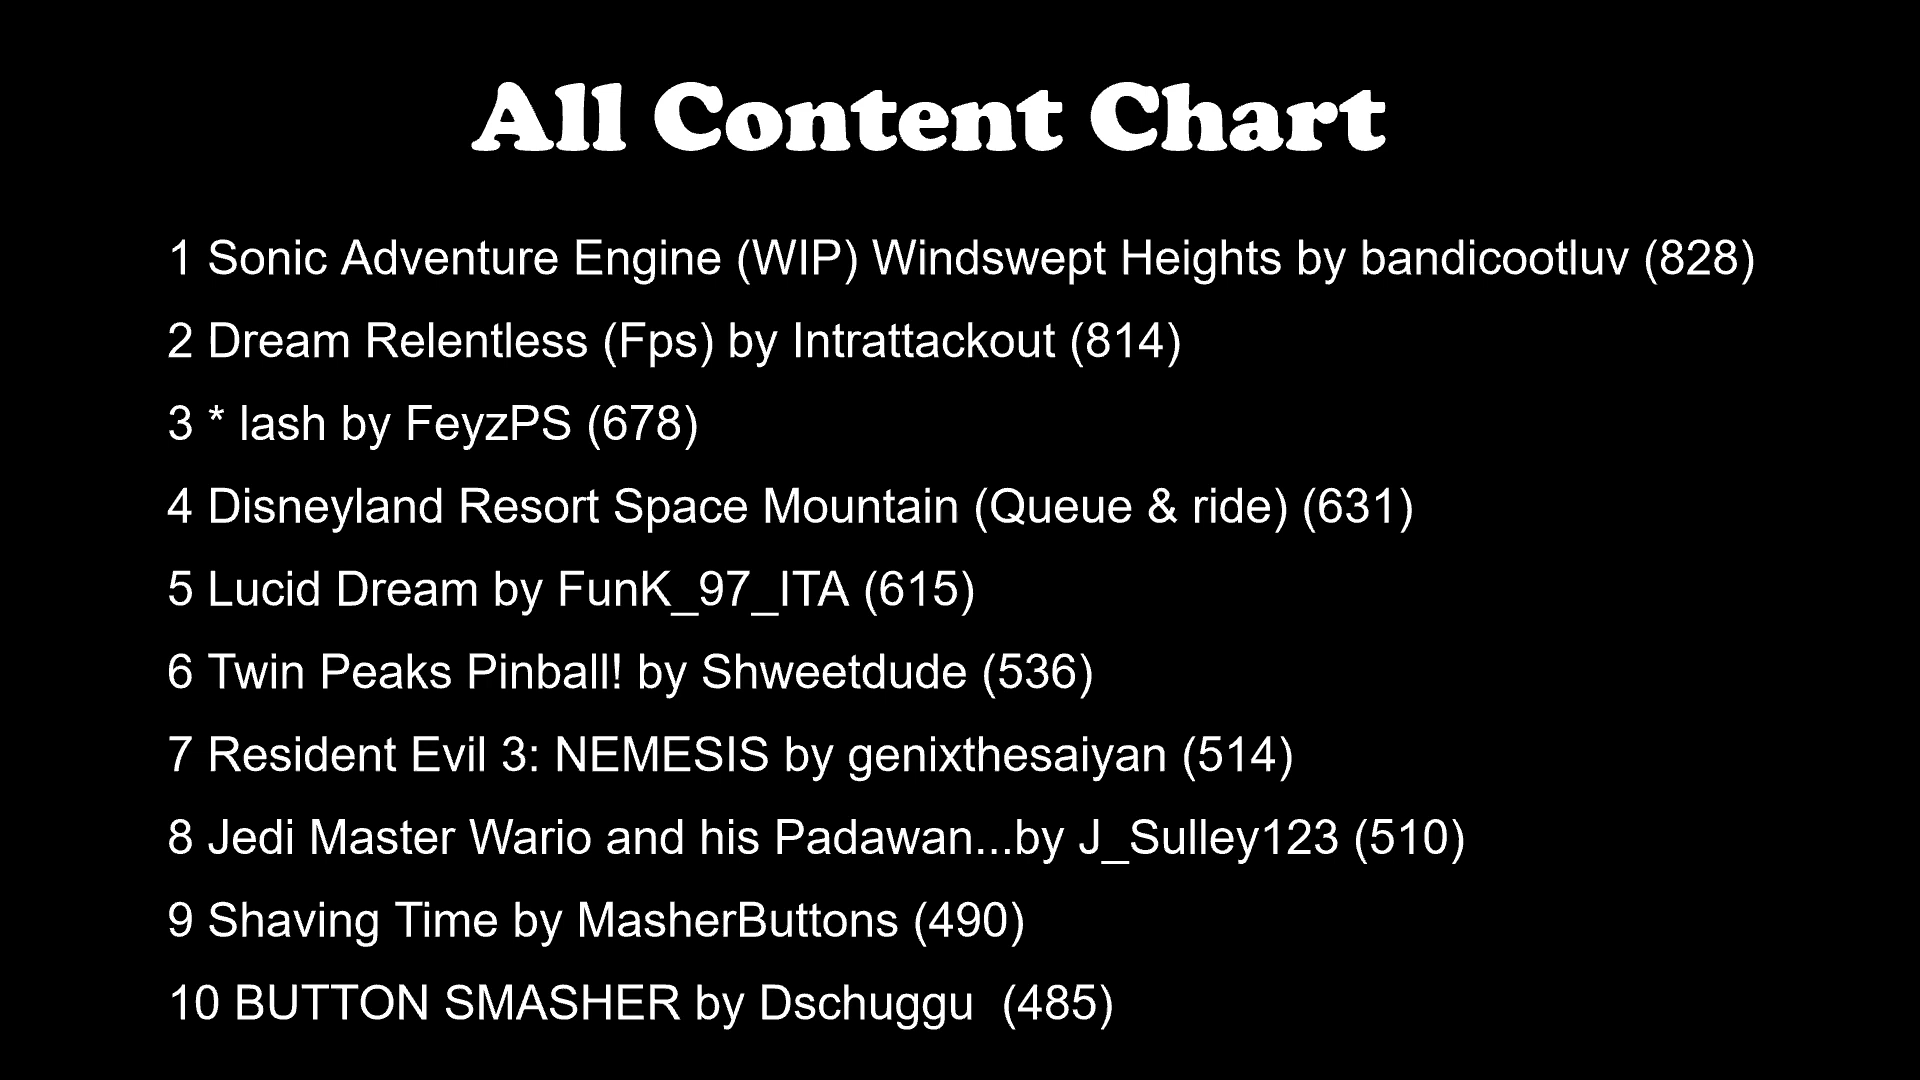 All Content Chart
1 Sonic Adventure Engine (WIP) Windswept Heights by bandicootluv (828)
2 Dream Relentless (Fps) by Intrattackout (814)
3 * lash by FeyzPS (678)
4 Disneyland Resort Space Mountain (Queue & ride) (631)
5 Lucid Dream by FunK_97_ITA (615)
6 Twin Peaks Pinball! by Shweetdude (536)
7 Resident Evil 3: NEMESIS by genixthesaiyan (514)
8 Jedi Master Wario and his Padawan...by J_Sulley123 (510)
9 Shaving Time by MasherButtons (490)
10 BUTTON SMASHER by Dschuggu  (485)